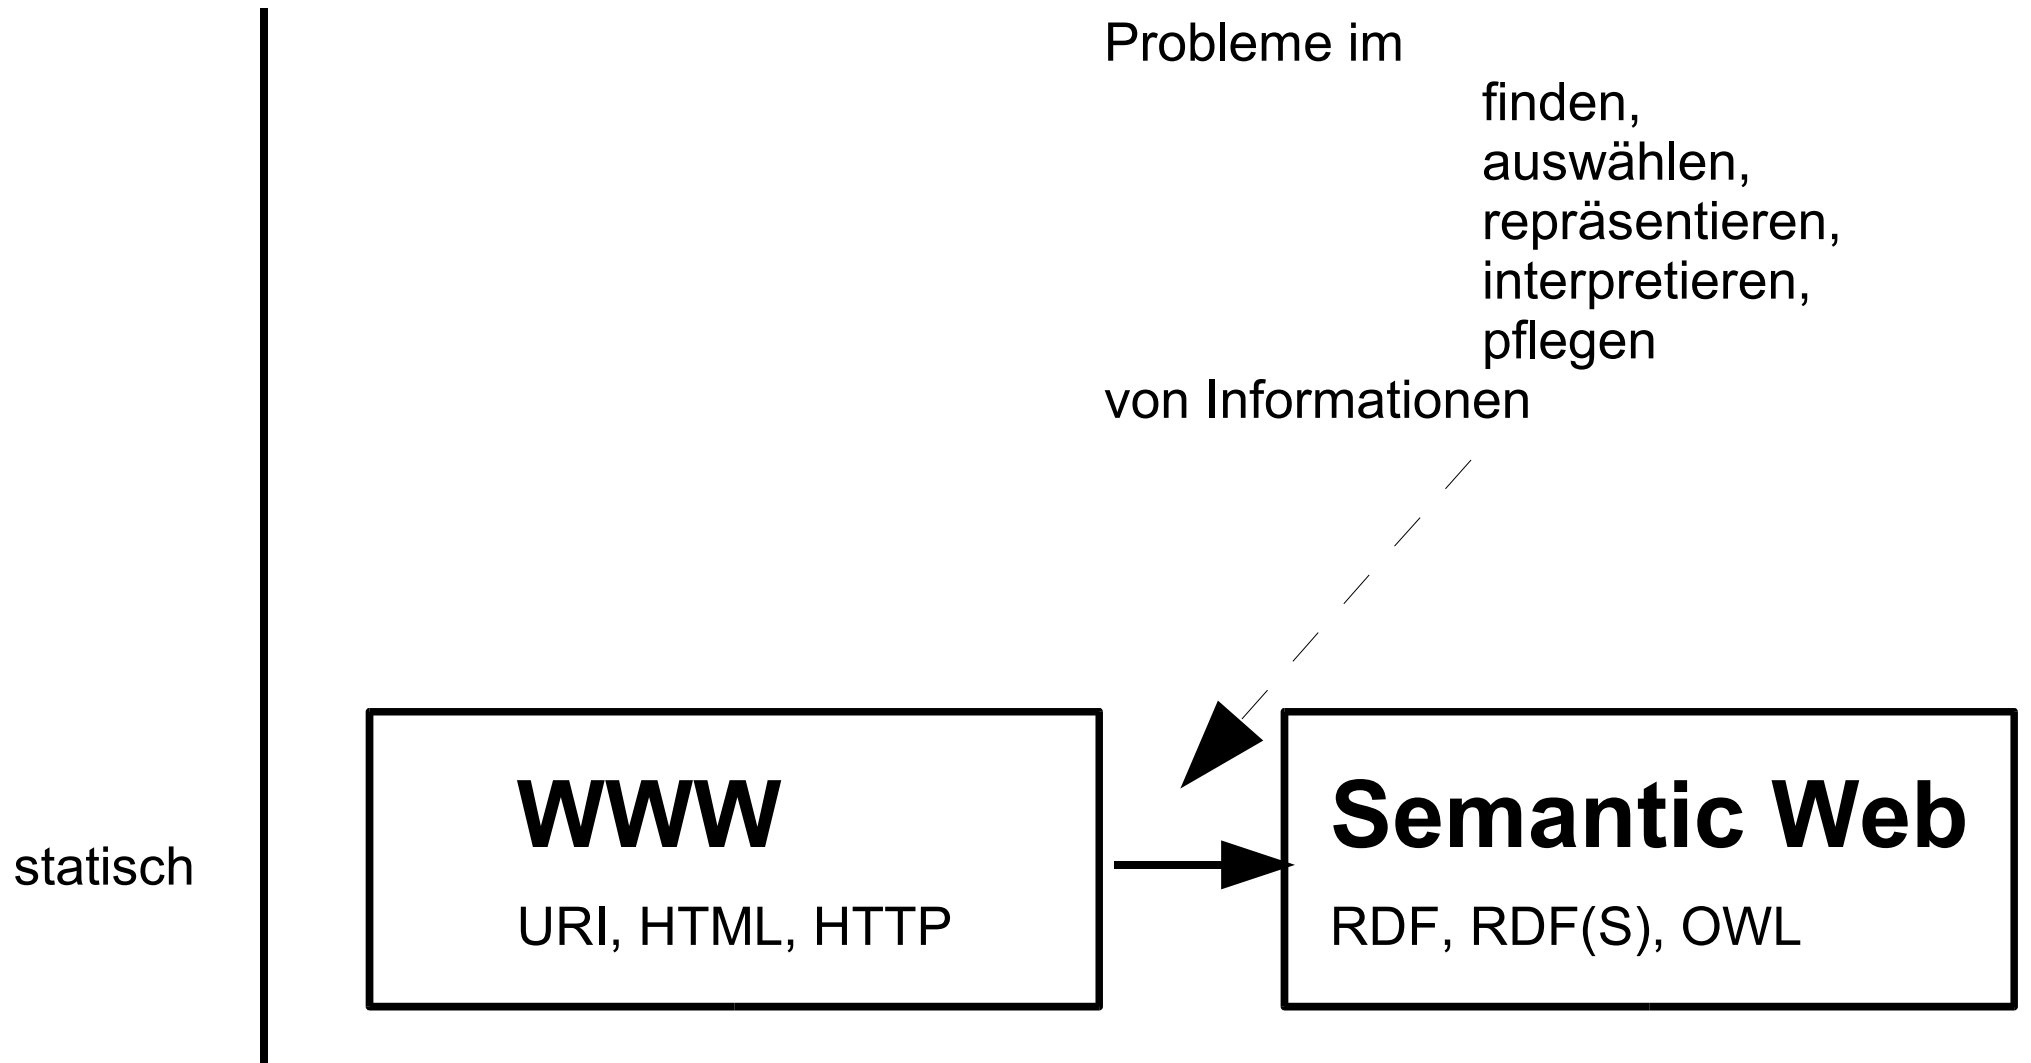 Probleme im
finden,
auswählen,
repräsentieren,
interpretieren,
pflegen
von Informationen
statisch
WWW
URI, HTML, HTTP
Semantic Web
RDF, RDF(S), OWL